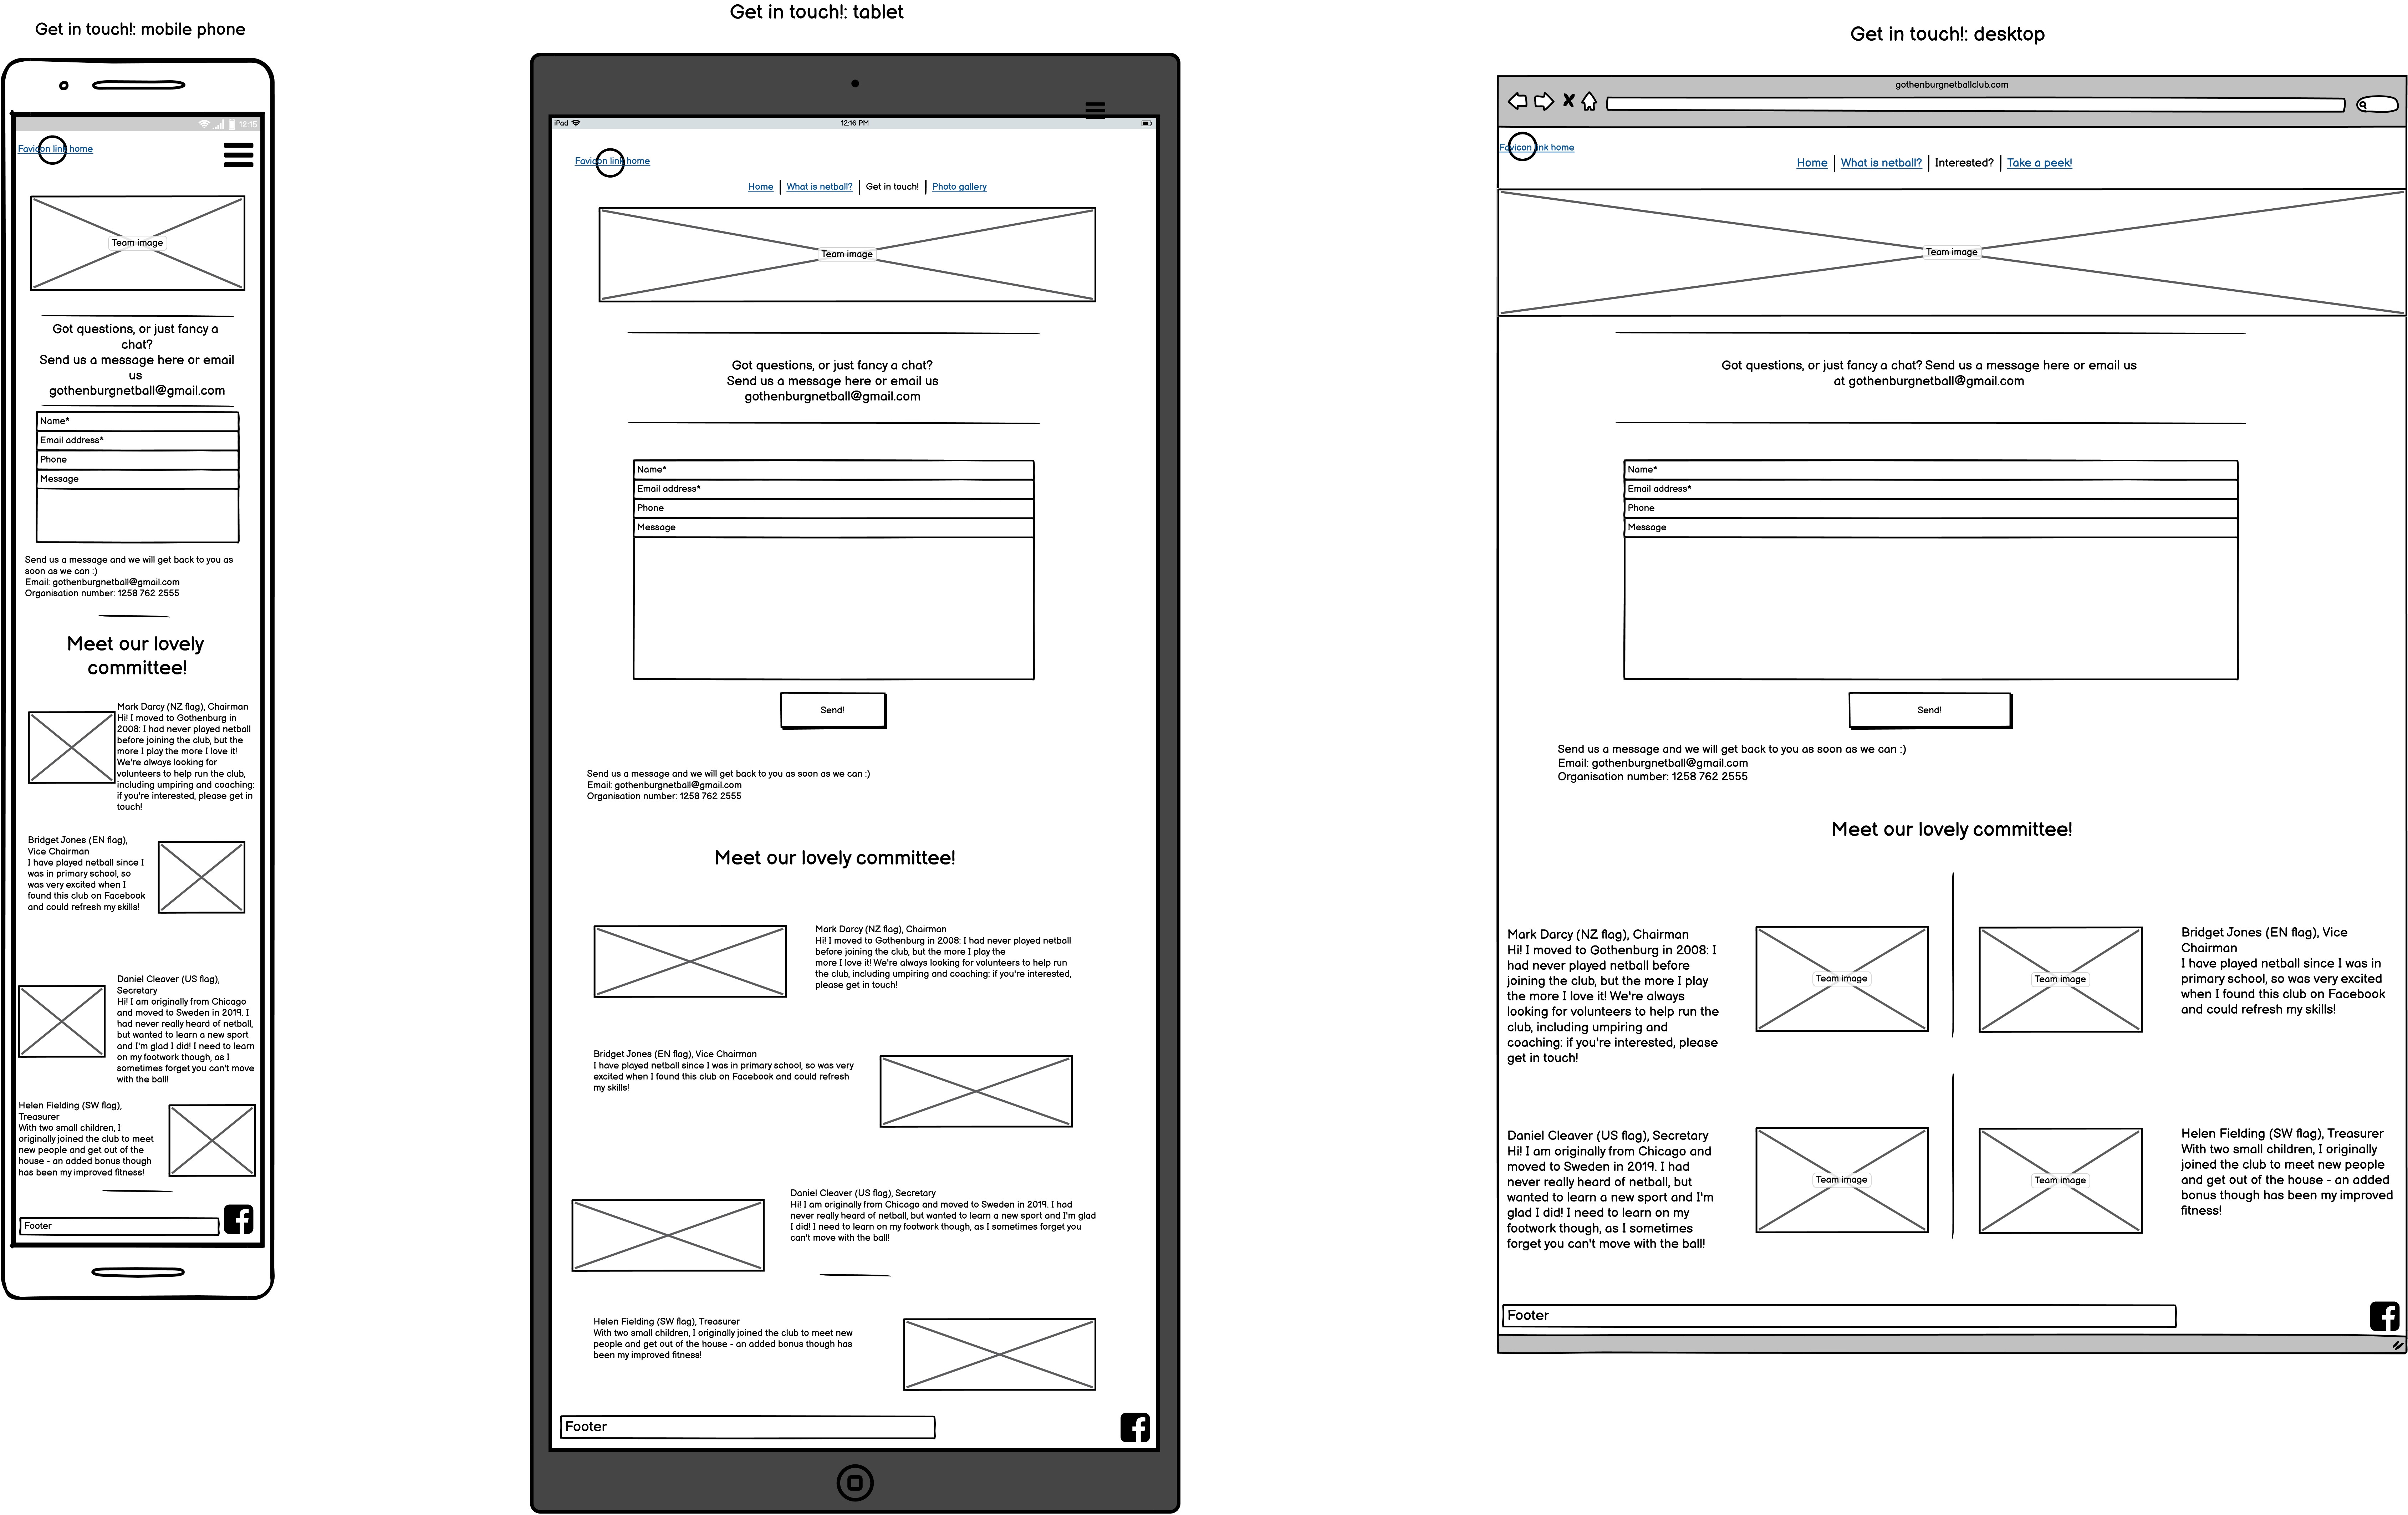 Get in touch!: mobile phone
12:15
Favicon link home
Team image
Got questions, or just fancy a
chat?
Send us a message here or email
us
gothenburgnetball@gmail.com
Name*
Email address*
Phone
Message
Send us a message and we will get back to you as
soon as we can :)
Email: gothenburgnetball@gmail.com
Organisation number: 1258 762 2555
Meet our lovely
committee!
Mark Darcy (NZ flag), Chairman
Hi! I moved to Gothenburg in
2008: I had never played netball
before joining the club, but the
more I play the more I love it!
We're always looking for
volunteers to help run the club,
including umpiring and coaching:
if you're interested, please get in
touch!
Bridget Jones (EN flag),
Vice Chairman
I have played netball since I
was in primary school, so
was very excited when I
found this club on Facebook
and could refresh my skills!
Daniel Cleaver (US flag),
Secretary
Hi! I am originally from Chicago
and moved to Sweden in 2019. I
had never really heard of netball,
but wanted to learn a new sport
and I'm glad I did! I need to learn
on my footwork though, as I
sometimes forget you can't move
with the ball!
Helen Fielding (SW flag),
Treasurer
With two small children, I
originally joined the club to meet
new people and get out of the
house - an added bonus though
has been my improved fitness!
Footer
Get in touch!: tablet
iPad
12:16 PM
Favicon link home
Home
What is netball?
Get in touch!
Photo gallery
Team image
Got questions, or just fancy a chat?
Send us a message here or email us
gothenburgnetball@gmail.com
Name*
Email address*
Phone
Message
Send!
Send us a message and we will get back to you as soon as we can :)
Email: gothenburgnetball@gmail.com
Organisation number: 1258 762 2555
Meet our lovely committee!
Mark Darcy (NZ flag), Chairman
Hi! I moved to Gothenburg in 2008: I had never played netball
before joining the club, but the more I play the
more I love it! We're always looking for volunteers to help run
the club, including umpiring and coaching: if you're interested,
please get in touch!
Bridget Jones (EN flag), Vice Chairman
I have played netball since I was in primary school, so was very
excited when I found this club on Facebook and could refresh
my skills!
Daniel Cleaver (US flag), Secretary
Hi! I am originally from Chicago and moved to Sweden in 2019. I had
never really heard of netball, but wanted to learn a new sport and I'm glad
I did! I need to learn on my footwork though, as I sometimes forget you
can't move with the ball!
Helen Fielding (SW flag), Treasurer
With two small children, I originally joined the club to meet new
people and get out of the house - an added bonus though has
been my improved fitness!
Footer
Get in touch!: desktop
gothenburgnetballclub.com
Favicon link home
Home
What is netball?
Interested?
Take a peek!
Team image
Got questions, or just fancy a chat? Send us a message here or email us
at gothenburgnetball@gmail.com
Name*
Email address*
Phone
Message
Send!
Send us a message and we will get back to you as soon as we can :)
Email: gothenburgnetball@gmail.com
Organisation number: 1258 762 2555
Meet our lovely committee!
Mark Darcy (NZ flag), Chairman
Hi! I moved to Gothenburg in 2008: I
had never played netball before
joining the club, but the more I play
the more I love it! We're always
looking for volunteers to help run the
club, including umpiring and
coaching: if you're interested, please
get in touch!
Team image
Team image
Bridget Jones (EN flag), Vice
Chairman
I have played netball since I was in
primary school, so was very excited
when I found this club on Facebook
and could refresh my skills!
Daniel Cleaver (US flag), Secretary
Hi! I am originally from Chicago and
moved to Sweden in 2019. I had
never really heard of netball, but
wanted to learn a new sport and I'm
glad I did! I need to learn on my
footwork though, as I sometimes
forget you can't move with the ball!
Team image
Team image
Helen Fielding (SW flag), Treasurer
With two small children, I originally
joined the club to meet new people
and get out of the house - an added
bonus though has been my improved
fitness!
Footer